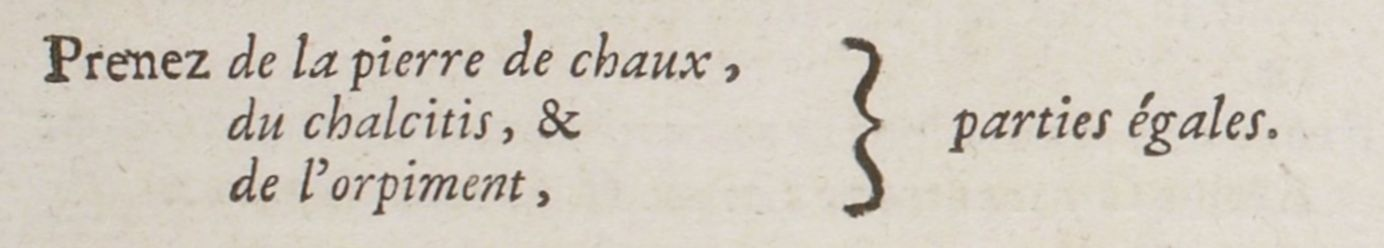 Prenez de la pierre de chaux,
du chalcitis, & } parties égales.
de l'orpiment,